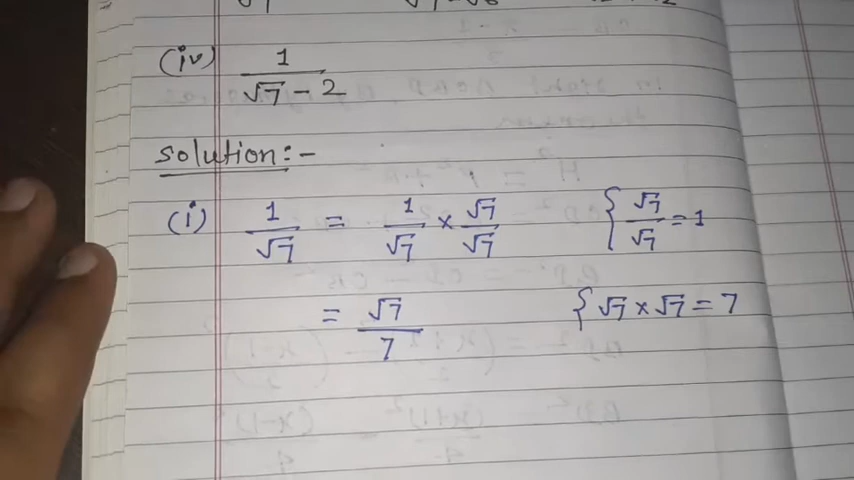 (iv) 1/(√7 - 2)
Solution:-
(i) 1/√7 = 1/√7 × √7/√7 { √7/√7 = 1
= √7/7 { √7 × √7 = 7